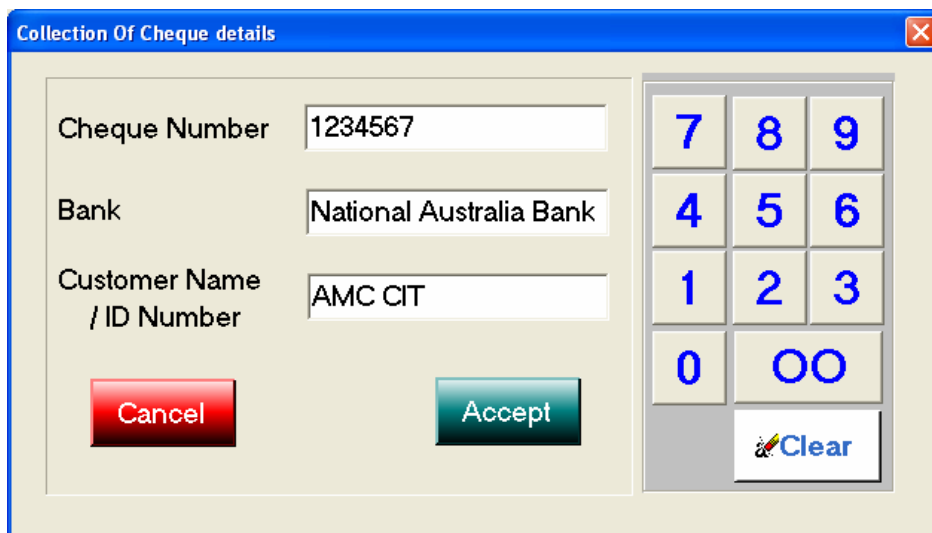 Collection Of Cheque details
Cheque Number 1234567
Bank National Australia Bank
Customer Name
/ ID Number AMC CIT
Cancel Accept
7 8 9
4 5 6
1 2 3
0 00
Clear